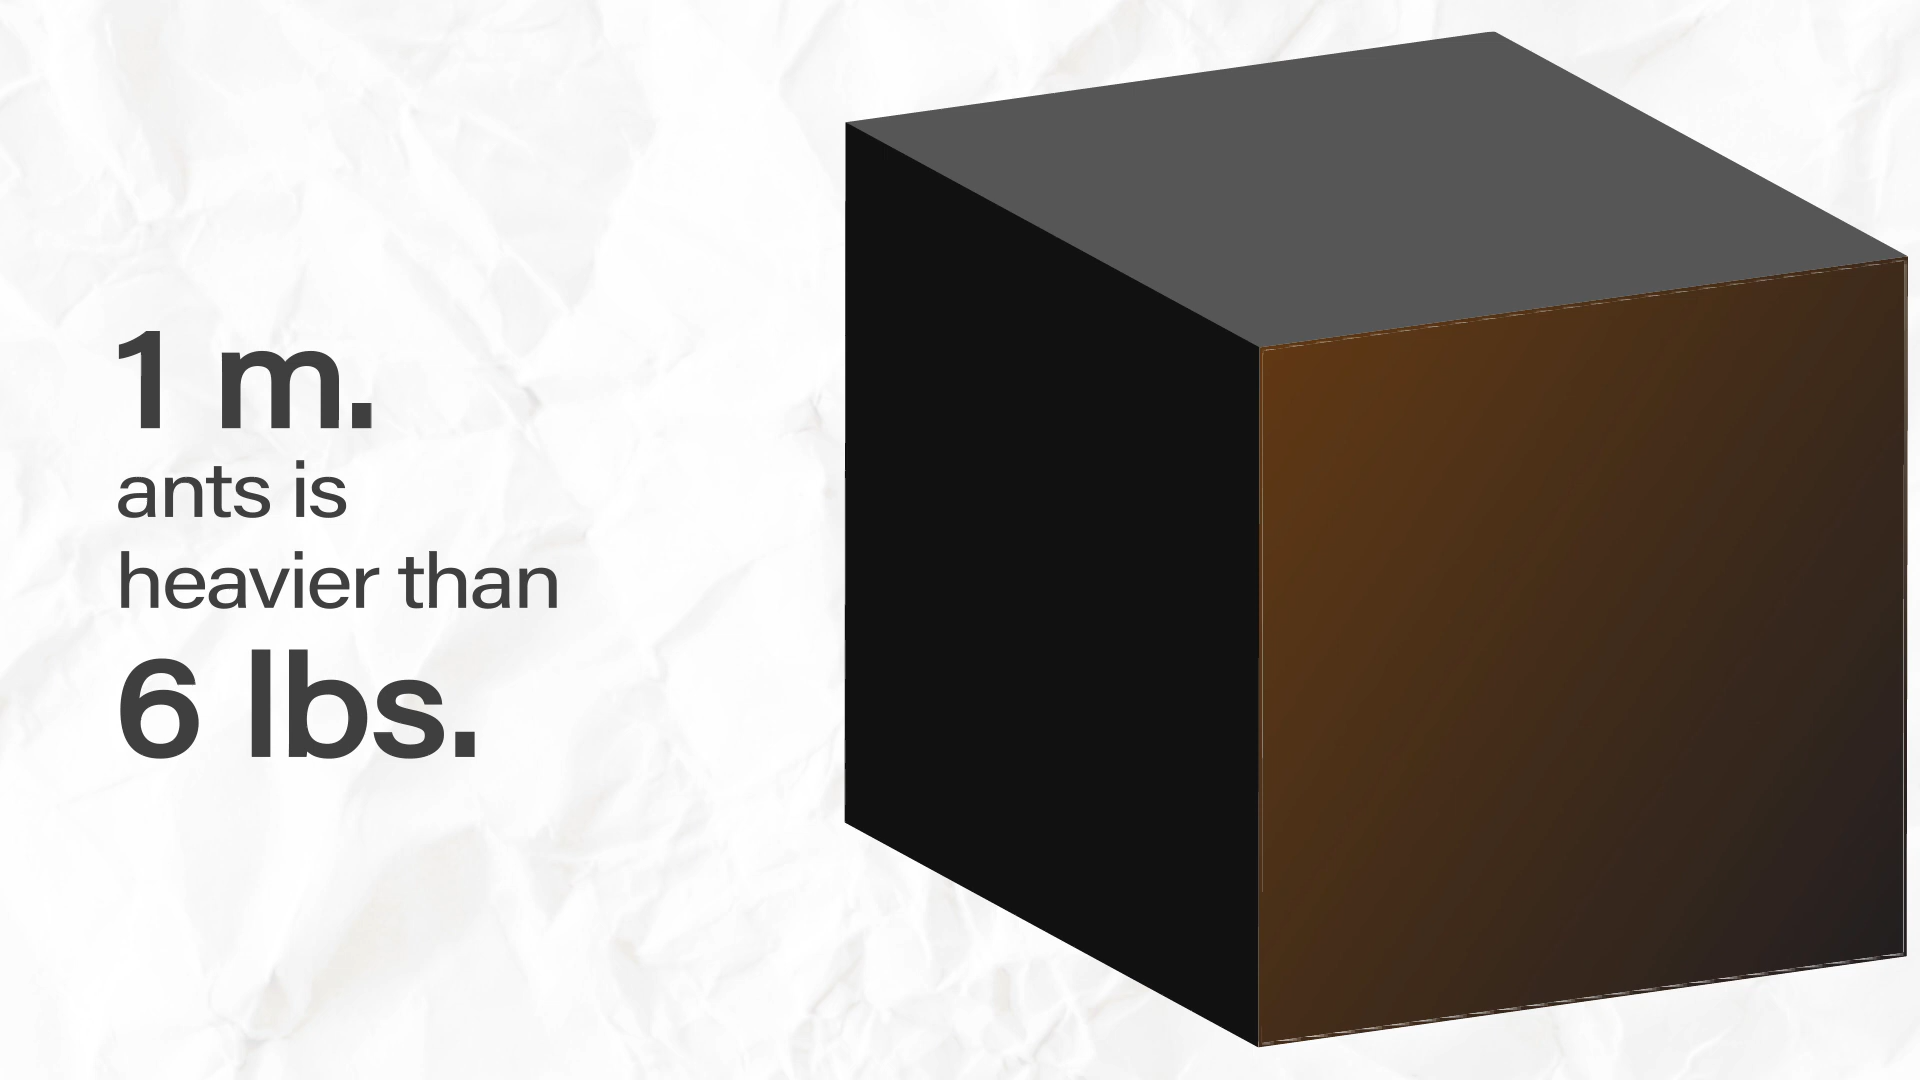 1 m.
ants is
heavier than
6 lbs.